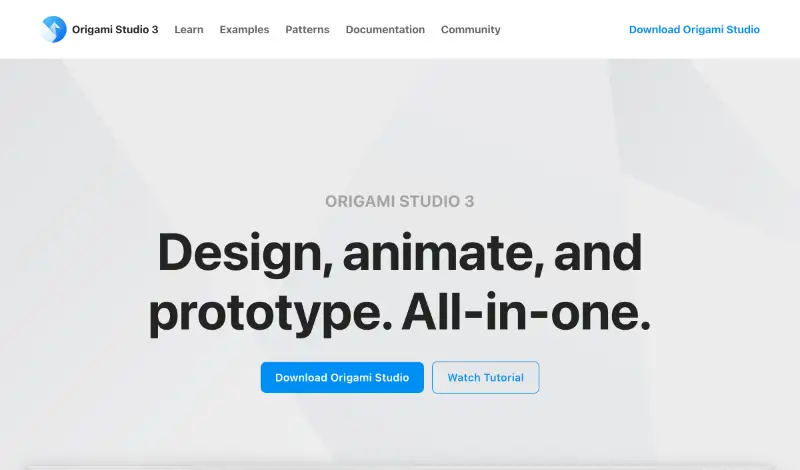 Origami Studio 3 Learn Examples Patterns Documentation Community Download Origami Studio
ORIGAMI STUDIO 3
Design, animate, and
prototype. All-in-one.
Download Origami Studio Watch Tutorial